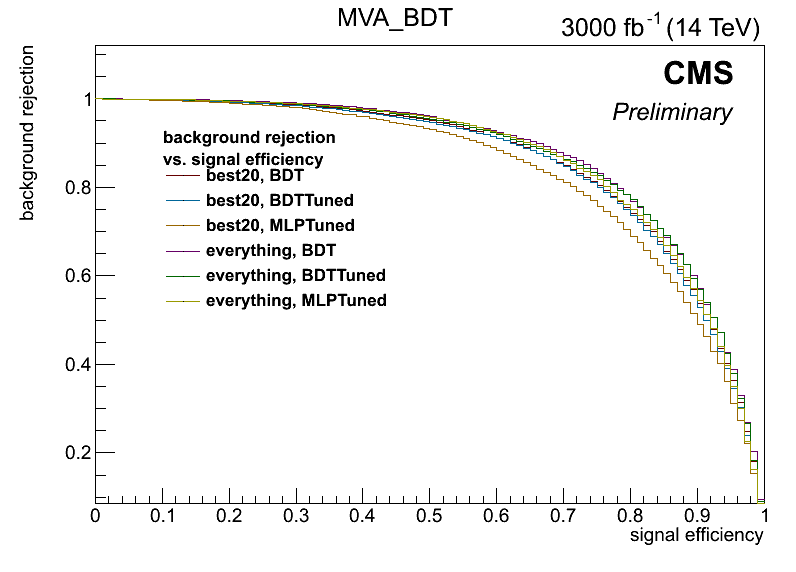 MVA_BDT
3000 fb-1 (14 TeV)
CMS
Preliminary
background rejection
1
0.8
0.6
0.4
0.2
background rejection
vs. signal efficiency
best20, BDT
best20, BDTTuned
best20, MLPTuned
everything, BDT
everything, BDTTuned
everything, MLPTuned
0 0.1 0.2 0.3 0.4 0.5 0.6 0.7 0.8 0.9 1
signal efficiency